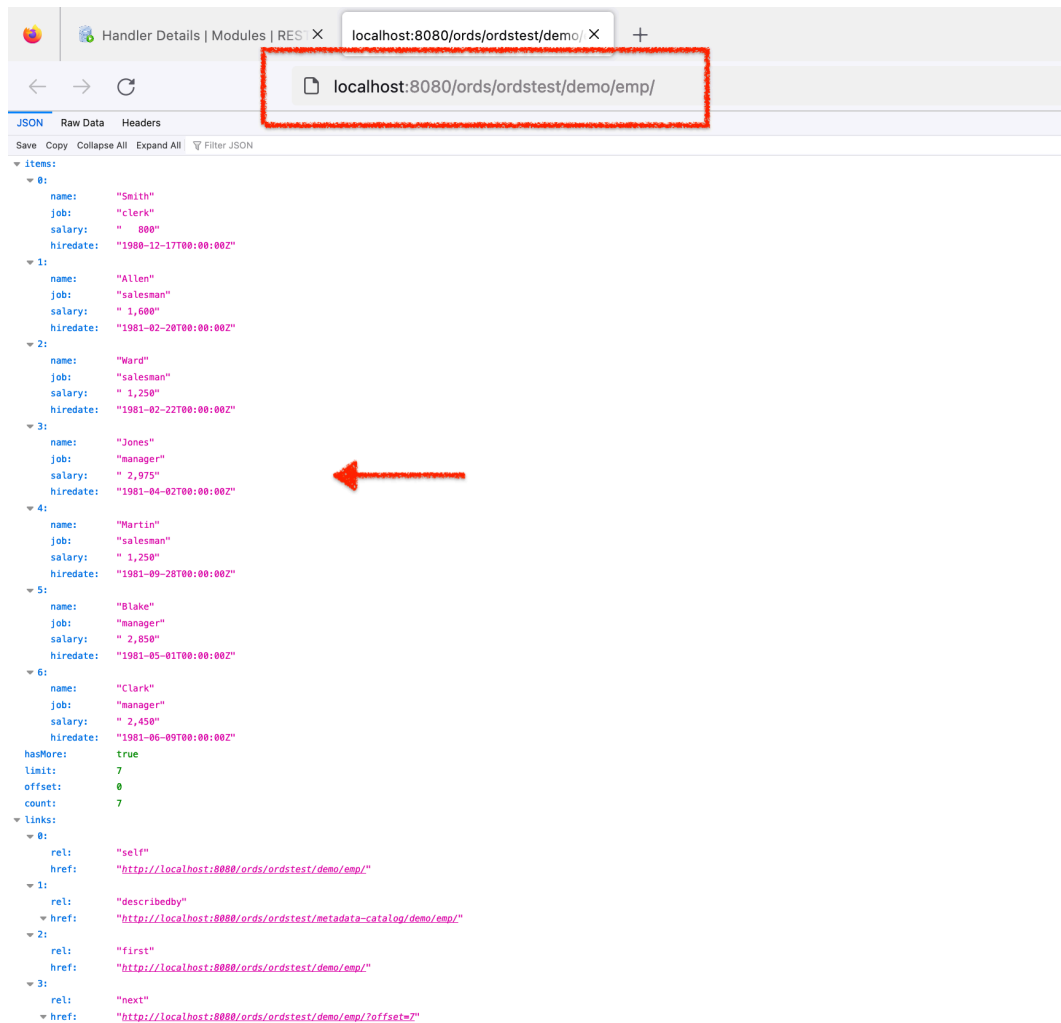 Handler Details | Modules | RES
localhost:8080/ords/ordstest/demo/
localhost:8080/ords/ordstest/demo/emp/
JSON Raw Data Headers
Save Copy Collapse All Expand All Filter JSON
items:
0:
name: "Smith"
job: "clerk"
salary: "   800"
hiredate: "1980-12-17T00:00:00Z"
1:
name: "Allen"
job: "salesman"
salary: " 1,600"
hiredate: "1981-02-20T00:00:00Z"
2:
name: "Ward"
job: "salesman"
salary: " 1,250"
hiredate: "1981-02-22T00:00:00Z"
3:
name: "Jones"
job: "manager"
salary: " 2,975"
hiredate: "1981-04-02T00:00:00Z"
4:
name: "Martin"
job: "salesman"
salary: " 1,250"
hiredate: "1981-09-28T00:00:00Z"
5:
name: "Blake"
job: "manager"
salary: " 2,850"
hiredate: "1981-05-01T00:00:00Z"
6:
name: "Clark"
job: "manager"
salary: " 2,450"
hiredate: "1981-06-09T00:00:00Z"
hasMore: true
limit: 7
offset: 0
count: 7
links:
0:
rel: "self"
href: "http://localhost:8080/ords/ordstest/demo/emp/"
1:
rel: "describedby"
href: "http://localhost:8080/ords/ordstest/metadata-catalog/demo/emp/"
2:
rel: "first"
href: "http://localhost:8080/ords/ordstest/demo/emp/"
3:
rel: "next"
href: "http://localhost:8080/ords/ordstest/demo/emp/?offset=7"